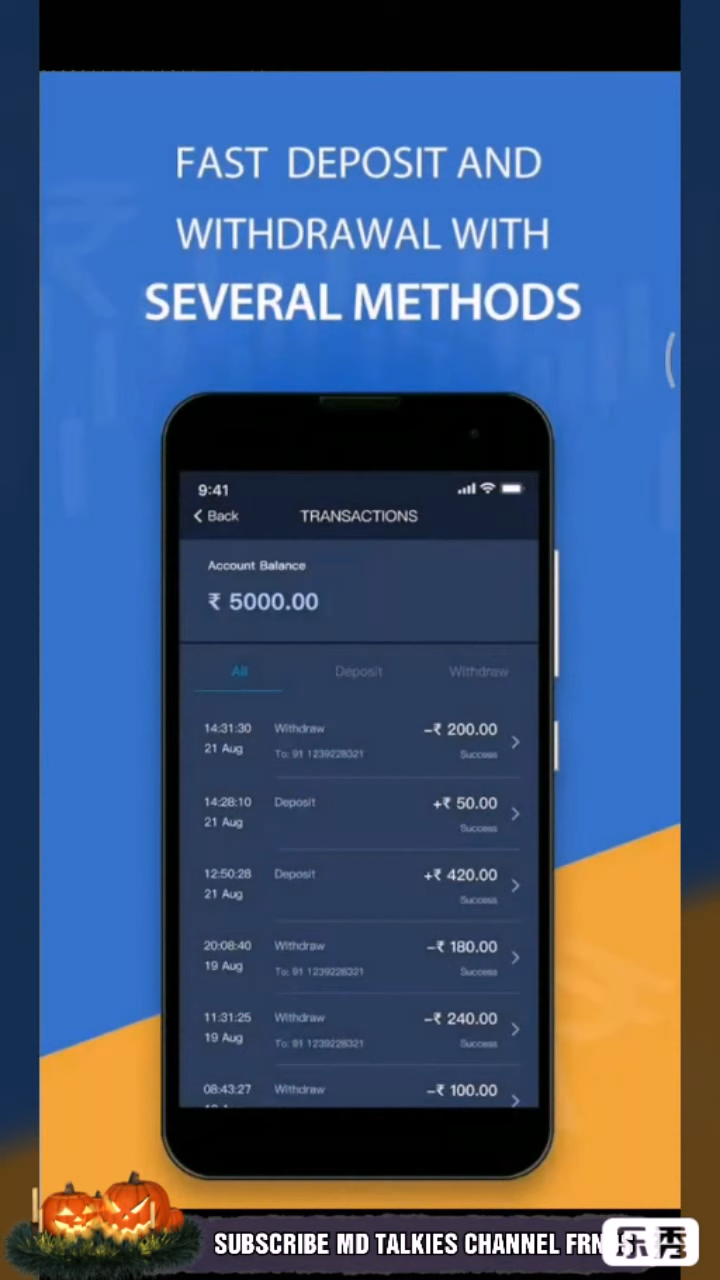 FAST DEPOSIT AND
WITHDRAWAL WITH
SEVERAL METHODS
9:41
Back
TRANSACTIONS
Account Balance
₹ 5000.00
All Deposit Withdraw
14:31:30 Withdraw -₹ 200.00
21 Aug To: 91 1239228321 Success
14:28:10 Deposit +₹ 50.00
21 Aug Success
12:50:28 Deposit +₹ 420.00
21 Aug Success
20:08:40 Withdraw -₹ 180.00
19 Aug To: 91 1239228321 Success
11:31:25 Withdraw -₹ 240.00
19 Aug To: 91 1239228321 Success
08:43:27 Withdraw -₹ 100.00
SUBSCRIBE MD TALKIES CHANNEL
乐秀